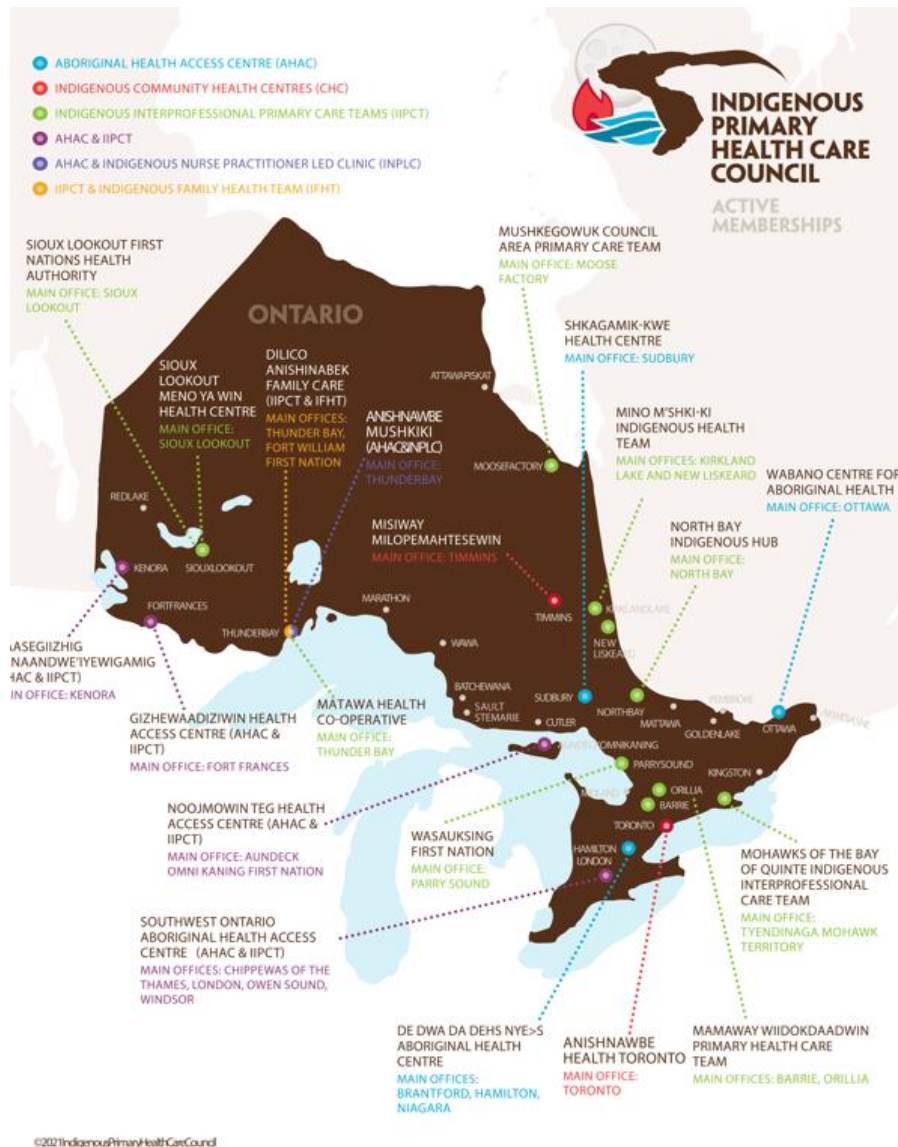 ABORIGINAL HEALTH ACCESS CENTRE (AHAC)
INDIGENOUS COMMUNITY HEALTH CENTRES (CHC)
INDIGENOUS INTERPROFESSIONAL PRIMARY CARE TEAMS (IIPCT)
AHAC & IIPCT
AHAC & INDIGENOUS NURSE PRACTITIONER LED CLINIC (INPLC)
IIPCT & INDIGENOUS FAMILY HEALTH TEAM (IFHT)
INDIGENOUS
PRIMARY
HEALTH CARE
COUNCIL
ACTIVE
MEMBERSHIPS
SIOUX LOOKOUT FIRST
NATIONS HEALTH
AUTHORITY
MAIN OFFICE: SIOUX
LOOKOUT
MUSHKEGOWUK COUNCIL
AREA PRIMARY CARE TEAM
MAIN OFFICE: MOOSE
FACTORY
ONTARIO
SHKAGAMIK-KWE
HEALTH CENTRE
MAIN OFFICE: SUDBURY
SIOUX
LOOKOUT
MENO YA WIN
HEALTH CENTRE
MAIN OFFICE:
SIOUX LOOKOUT
DILICO
ANISHINABEK
FAMILY CARE
(IIPCT & IFHT)
MAIN OFFICES:
THUNDER BAY,
FORT WILLIAM
FIRST NATION
ANISHNAWBE
MUSHKIKI
(AHAC&INPLC)
MAIN OFFICE:
THUNDERBAY
ATTAWAPISKAT
MOOSEFACTORY
MINO M'SHKI-KI
INDIGENOUS HEALTH
TEAM
MAIN OFFICES: KIRKLAND
LAKE AND NEW LISKEARD
WABANO CENTRE FOR
ABORIGINAL HEALTH
MAIN OFFICE: OTTAWA
REDLAKE
MISIWAY
MILOPEMAHTESEWIN
MAIN OFFICE: TIMMINS
NORTH BAY
INDIGENOUS HUB
MAIN OFFICE:
NORTH BAY
KENORA
SIOUXLOOKOUT
FORTFRANCES
THUNDERBAY
MARATHON
WAWA
TIMMINS
KIRKLANDLAKE
NEW
LISKEARD
BATCHEWANA
SAULT
STEMARIE
CUTLER
SUDBURY
NORTHBAY
MATTAWA
PEMBROKE
GOLDENLAKE
OTTAWA
AASEGIIZHIG
NAANDWE'IYEWIGAMIG
HAC & IIPCT)
IN OFFICE: KENORA
GIZHEWAADIZIWIN HEALTH
ACCESS CENTRE (AHAC &
IIPCT)
MAIN OFFICE: FORT FRANCES
MATAWA HEALTH
CO-OPERATIVE
MAIN OFFICE:
THUNDER BAY
PARRYSOUND
KINGSTON
MIDLAND
ORILLIA
BARRIE
TORONTO
HAMILTON
LONDON
NOOJMOWIN TEG HEALTH
ACCESS CENTRE (AHAC &
IIPCT)
MAIN OFFICE: AUNDECK
OMNI KANING FIRST NATION
WASAUKSING
FIRST NATION
MAIN OFFICE:
PARRY SOUND
MOHAWKS OF THE BAY
OF QUINTE INDIGENOUS
INTERPROFESSIONAL
CARE TEAM
MAIN OFFICE:
TYENDINAGA MOHAWK
TERRITORY
SOUTHWEST ONTARIO
ABORIGINAL HEALTH ACCESS
CENTRE (AHAC & IIPCT)
MAIN OFFICES: CHIPPEWAS OF THE
THAMES, LONDON, OWEN SOUND,
WINDSOR
DE DWA DA DEHS NYE>S
ABORIGINAL HEALTH
CENTRE
MAIN OFFICES:
BRANTFORD, HAMILTON,
NIAGARA
ANISHNAWBE
HEALTH TORONTO
MAIN OFFICE:
TORONTO
MAMAWAY WIIDOKDAADWIN
PRIMARY HEALTH CARE
TEAM
MAIN OFFICES: BARRIE, ORILLIA
©2021IndigenousPrimaryHealthCareCouncil